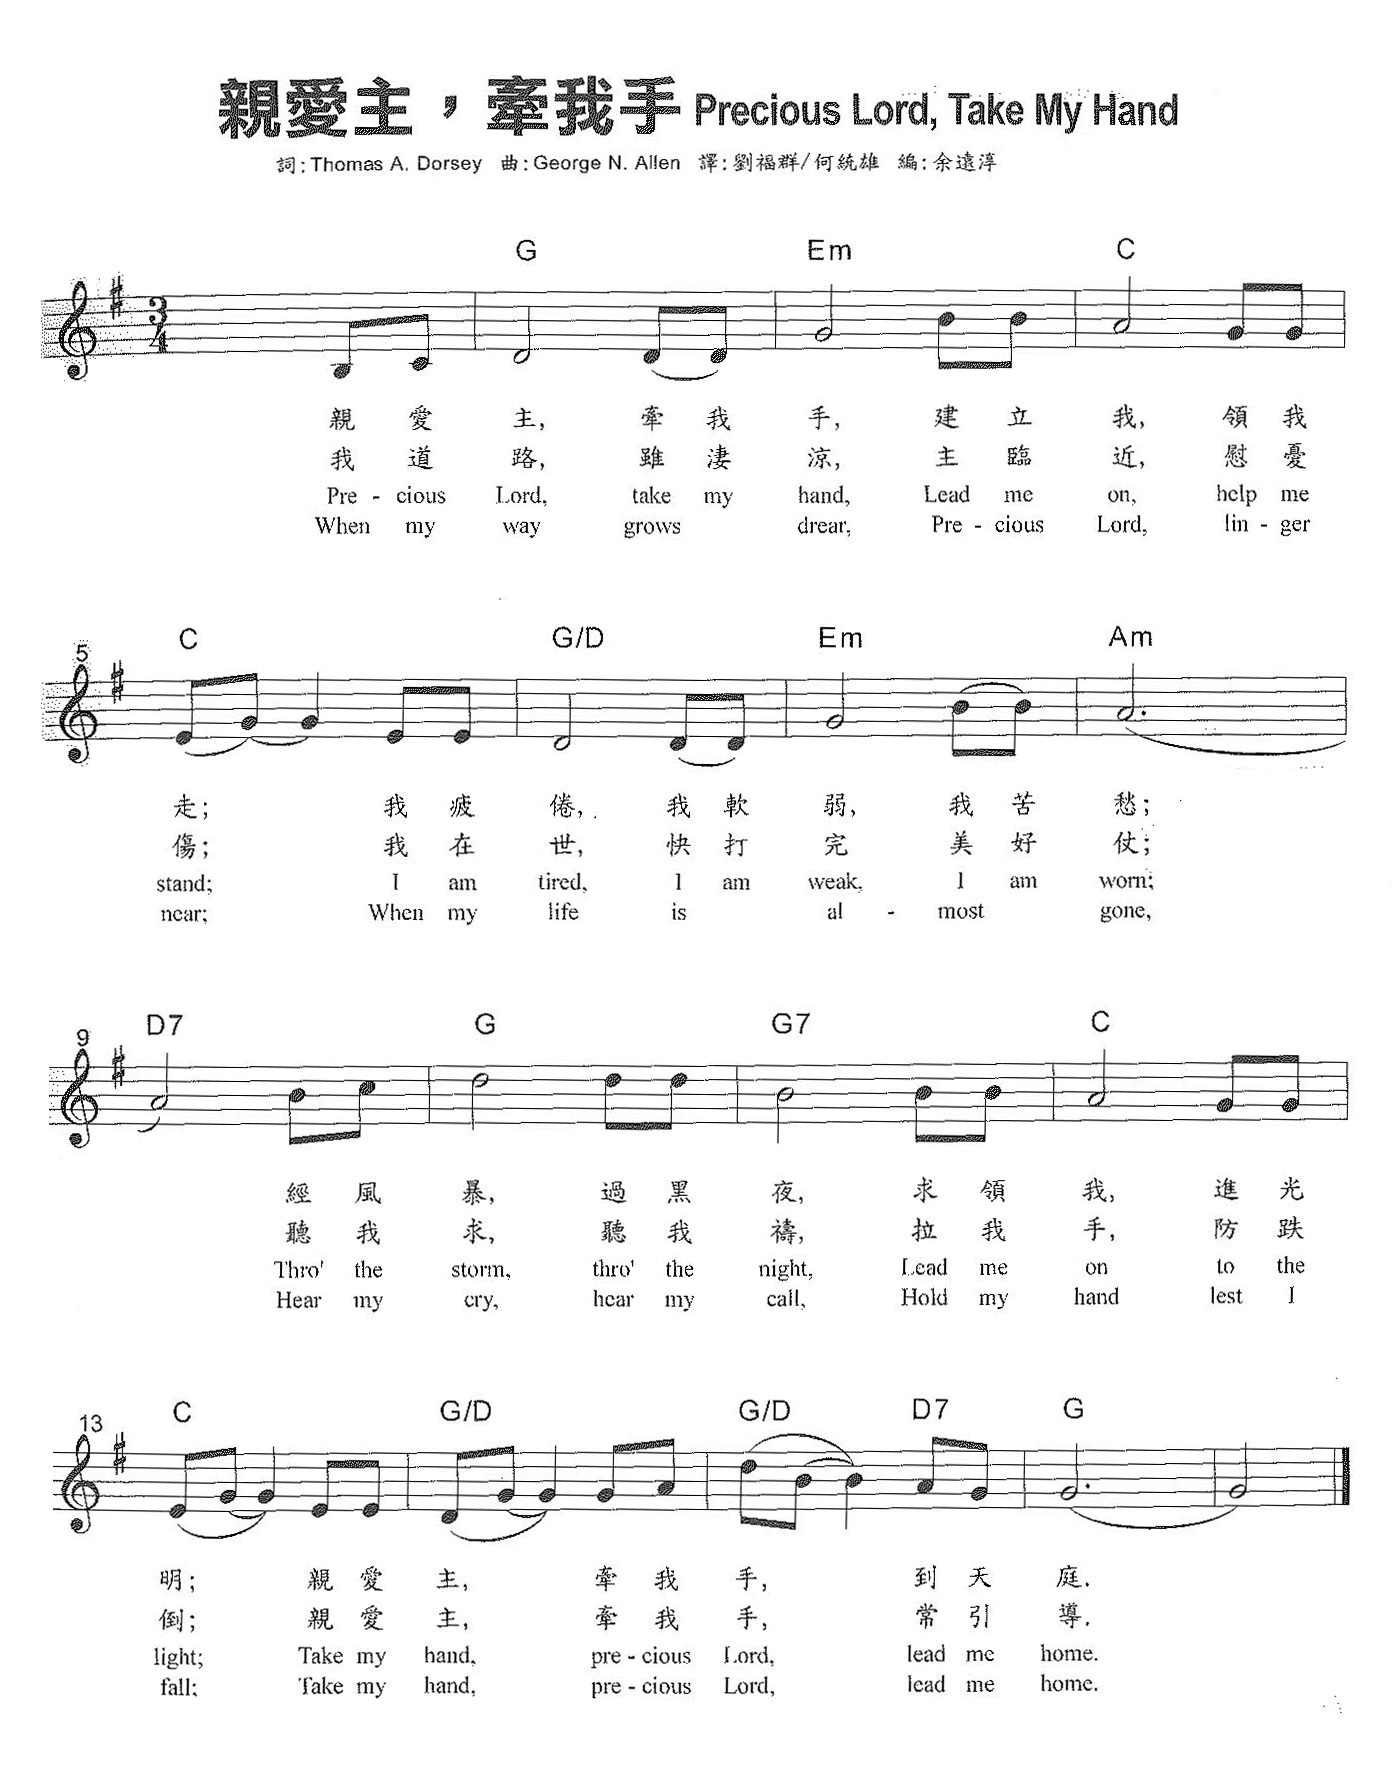 親愛主，牽我手 Precious Lord, Take My Hand
詞:Thomas A. Dorsey 曲:George N. Allen 譯:劉福群/何統雄 編:余遠淳
G Em C
3
4
親 愛 主, 牽 我 手, 建 立 我, 領 我
我 道 路, 雖 淒 涼, 主 臨 近, 慰 憂
Pre - cious Lord, take my hand, Lead me on, help me
When my way grows drear, Pre - cious Lord, lin - ger
5 C G/D Em Am
走; 我 疲 倦, 我 軟 弱, 我 苦 愁;
傷; 我 在 世, 快 打 完 美 好 仗;
stand; I am tired, I am weak, I am worn;
near; When my life is al - most gone,
9 D7 G G7 C
經 風 暴, 過 黑 夜, 求 領 我, 進 光
聽 我 求, 聽 我 禱, 拉 我 手, 防 跌
Thro' the storm, thro' the night, Lead me on to the
Hear my cry, hear my call, Hold my hand lest I
13 C G/D G/D D7 G
明; 親 愛 主, 牽 我 手, 到 天 庭.
倒; 親 愛 主, 牽 我 手, 常 引 導.
light; Take my hand, pre - cious Lord, lead me home.
fall; Take my hand, pre - cious Lord, lead me home.